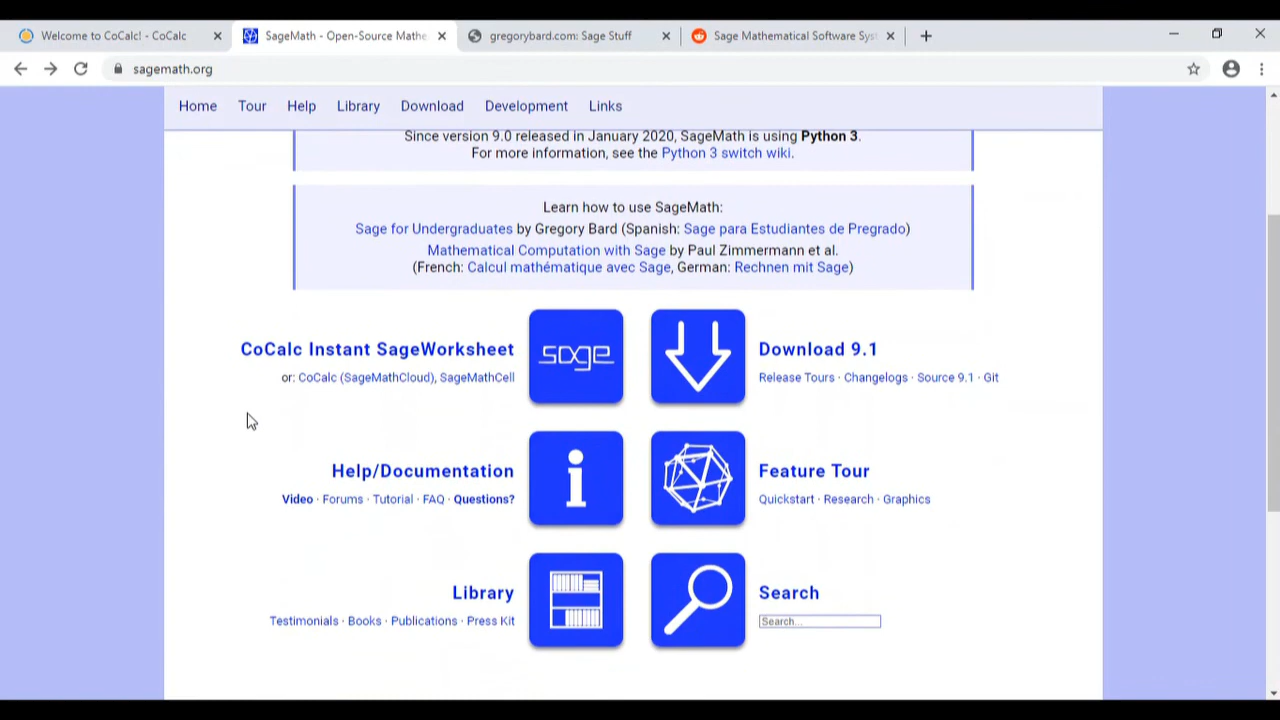 Welcome to CoCalc! - CoCalc
SageMath - Open-Source Mathe
gregorybard.com: Sage Stuff
Sage Mathematical Software Syst
sagemath.org
Home Tour Help Library Download Development Links
Since version 9.0 released in January 2020, SageMath is using Python 3.
For more information, see the Python 3 switch wiki.
Learn how to use SageMath:
Sage for Undergraduates by Gregory Bard (Spanish: Sage para Estudiantes de Pregrado)
Mathematical Computation with Sage by Paul Zimmermann et al.
(French: Calcul mathématique avec Sage, German: Rechnen mit Sage)
CoCalc Instant SageWorksheet
or: CoCalc (SageMathCloud), SageMathCell
sage
Download 9.1
Release Tours · Changelogs · Source 9.1 · Git
Help/Documentation
Video · Forums · Tutorial · FAQ · Questions?
i
Feature Tour
Quickstart · Research · Graphics
Library
Testimonials · Books · Publications · Press Kit
Search
Search...